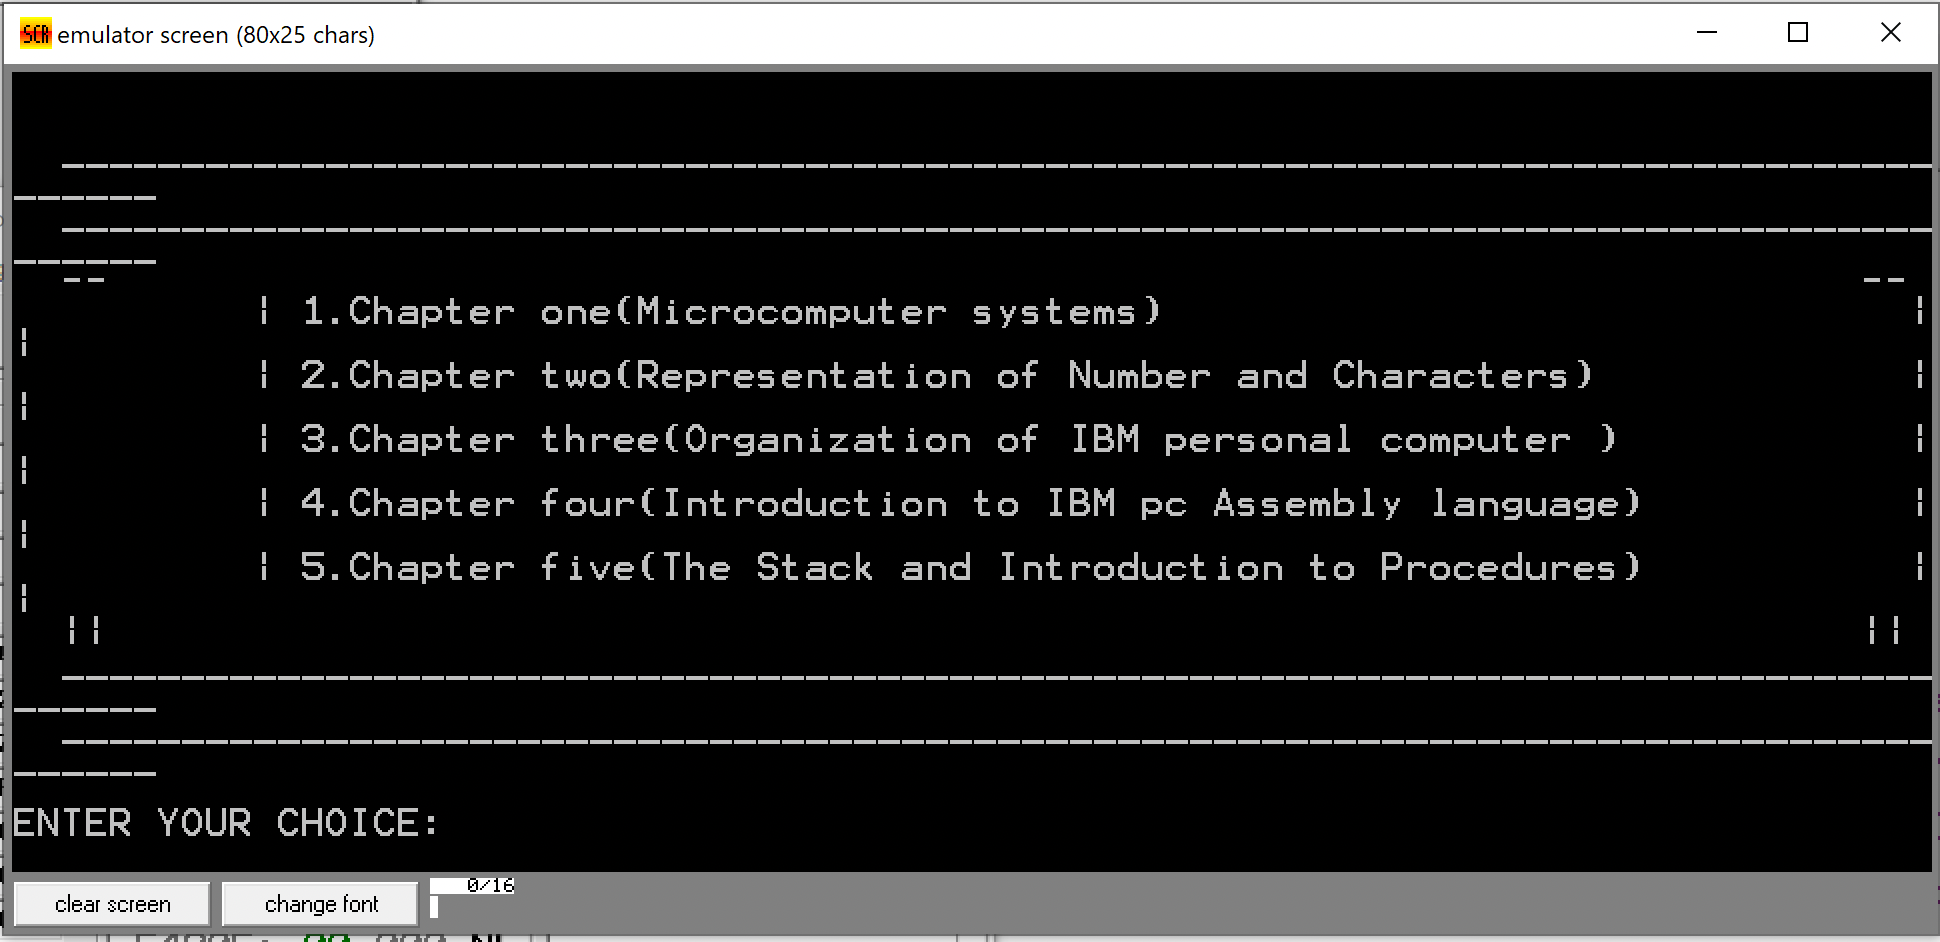 SCR emulator screen (80x25 chars)
------------------------------------------------------------------------------
------
------------------------------------------------------------------------------
------
-- --
| 1.Chapter one(Microcomputer systems) |
|
| 2.Chapter two(Representation of Number and Characters) |
|
| 3.Chapter three(Organization of IBM personal computer ) |
|
| 4.Chapter four(Introduction to IBM pc Assembly language) |
|
| 5.Chapter five(The Stack and Introduction to Procedures) |
|
|| ||
------------------------------------------------------------------------------
------
------------------------------------------------------------------------------
------
ENTER YOUR CHOICE:
clear screen change font 0/16